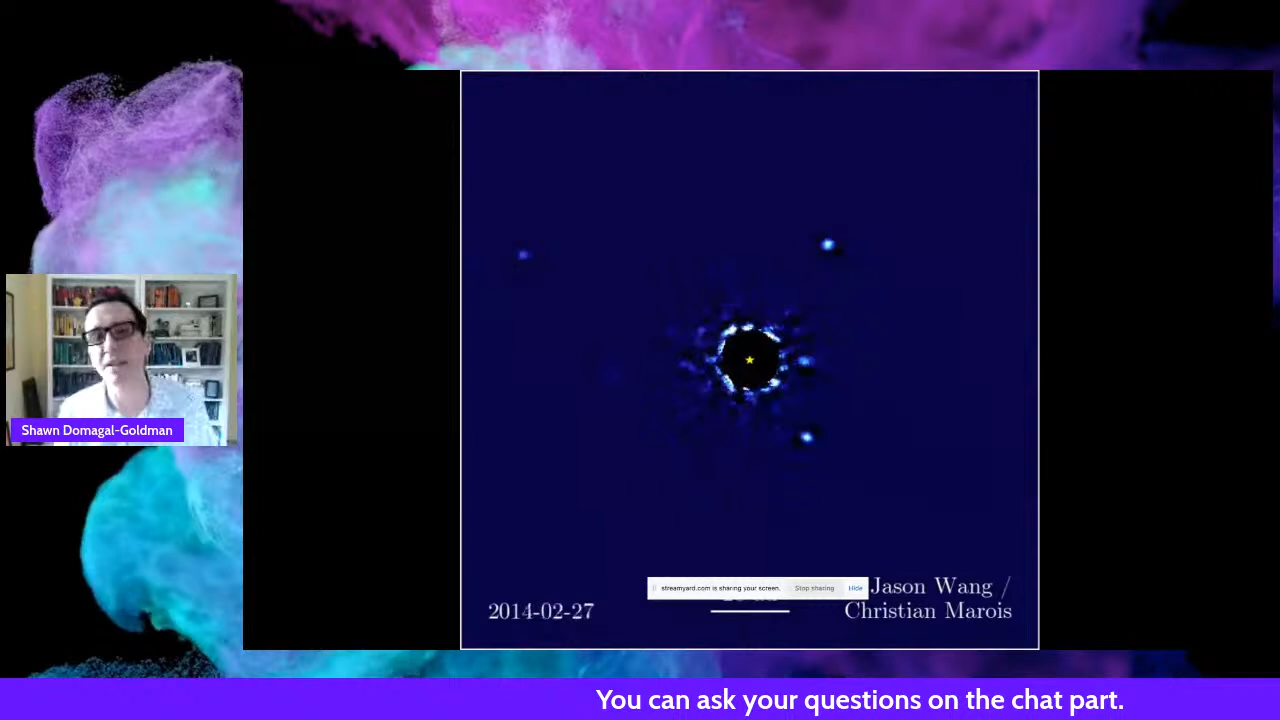 Shawn Domagal-Goldman
streamyard.com is sharing your screen.
Stop sharing
Hide
Jason Wang /
2014-02-27
Christian Marois
You can ask your questions on the chat part.